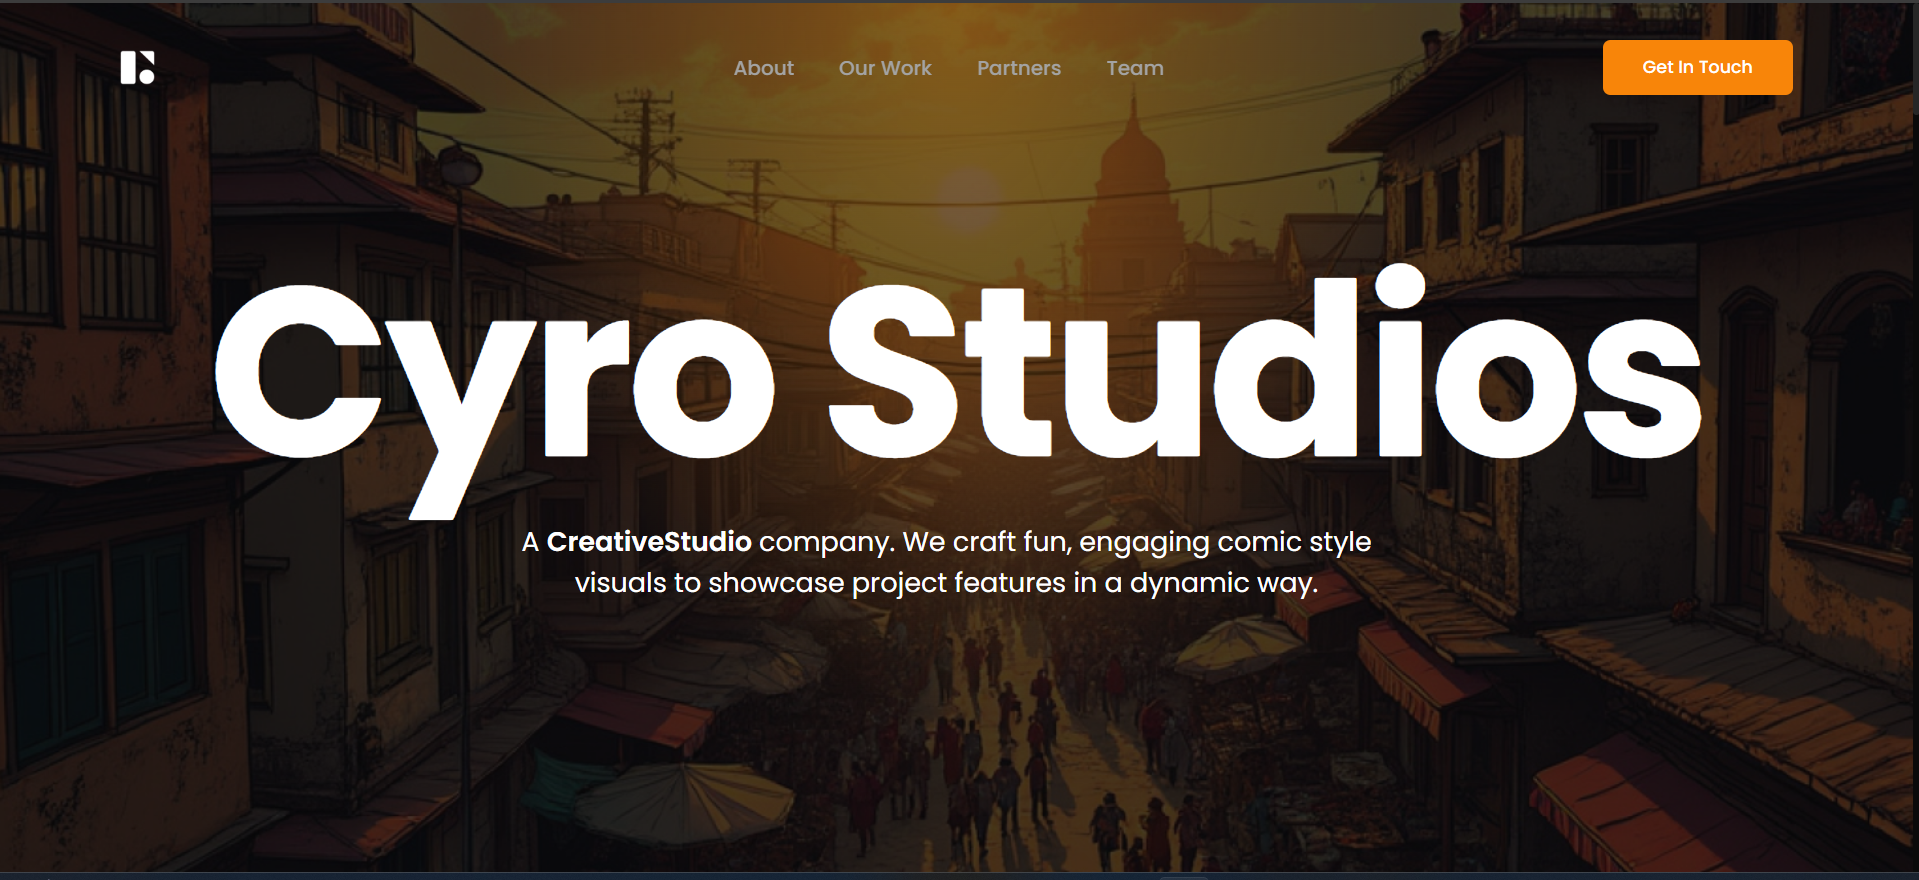 About
Our Work
Partners
Team
Get In Touch
Cyro Studios
A CreativeStudio company. We craft fun, engaging comic style
visuals to showcase project features in a dynamic way.